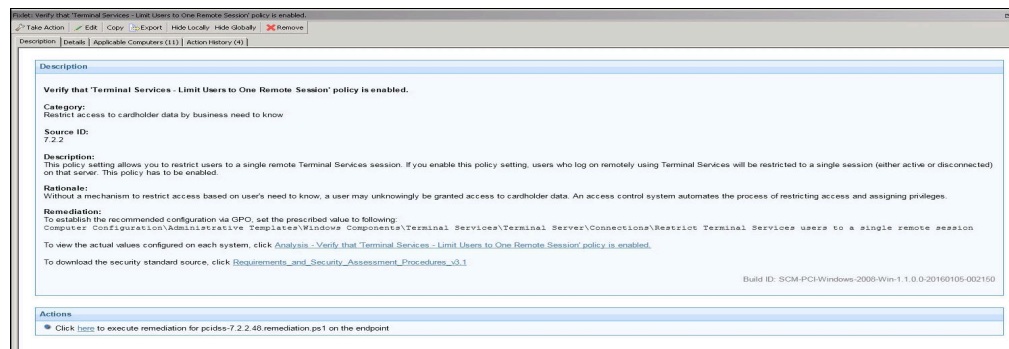 Fixlet: Verify that 'Terminal Services - Limit Users to One Remote Session' policy is enabled.
Take Action Edit Copy Export Hide Locally Hide Globally Remove
Description Details Applicable Computers (11) Action History (4)
Description
Verify that 'Terminal Services - Limit Users to One Remote Session' policy is enabled.
Category:
Restrict access to cardholder data by business need to know
Source ID:
7.2.2
Description:
This policy setting allows you to restrict users to a single remote Terminal Services session. If you enable this policy setting, users who log on remotely using Terminal Services will be restricted to a single session (either active or disconnected)
on that server. This policy has to be enabled.
Rationale:
Without a mechanism to restrict access based on user's need to know, a user may unknowingly be granted access to cardholder data. An access control system automates the process of restricting access and assigning privileges.
Remediation:
To establish the recommended configuration via GPO, set the prescribed value to following:
Computer Configuration\Administrative Templates\Windows Components\Terminal Services\Terminal Server\Connections\Restrict Terminal Services users to a single remote session
To view the actual values configured on each system, click Analysis - Verify that 'Terminal Services - Limit Users to One Remote Session' policy is enabled.
To download the security standard source, click Requirements_and_Security_Assessment_Procedures_v3.1
Build ID: SCM-PCI-Windows-2008-Win-1.1.0.0-20160105-002150
Actions
Click here to execute remediation for pcidss-7.2.2.48.remediation.ps1 on the endpoint